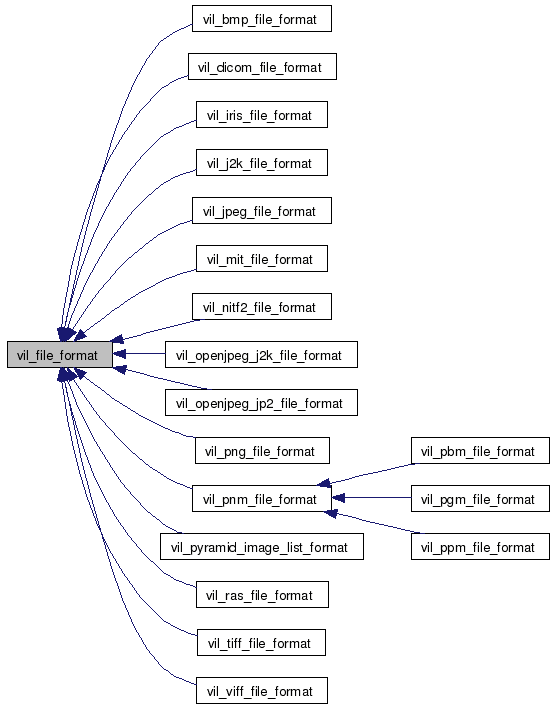 vil_bmp_file_format
vil_dicom_file_format
vil_iris_file_format
vil_j2k_file_format
vil_jpeg_file_format
vil_mit_file_format
vil_nitf2_file_format
vil_file_format
vil_openjpeg_j2k_file_format
vil_openjpeg_jp2_file_format
vil_png_file_format
vil_pbm_file_format
vil_pnm_file_format
vil_pgm_file_format
vil_pyramid_image_list_format
vil_ppm_file_format
vil_ras_file_format
vil_tiff_file_format
vil_viff_file_format